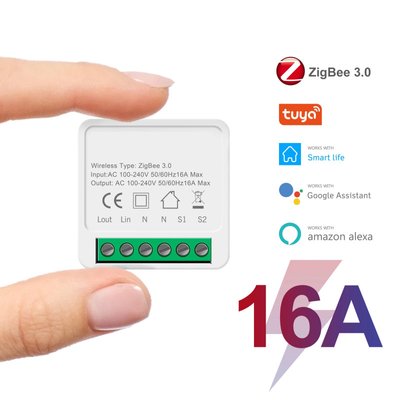 ZigBee 3.0
tuya
WORKS WITH
Smart life
WORKS WITH
Google Assistant
WORKS WITH
amazon alexa
Wireless Type: ZigBee 3.0
Input:AC 100-240V 50/60Hz16A Max
Output: AC 100-240V 50/60Hz16A Max
CE
Lout Lin N N S1 S2
16A